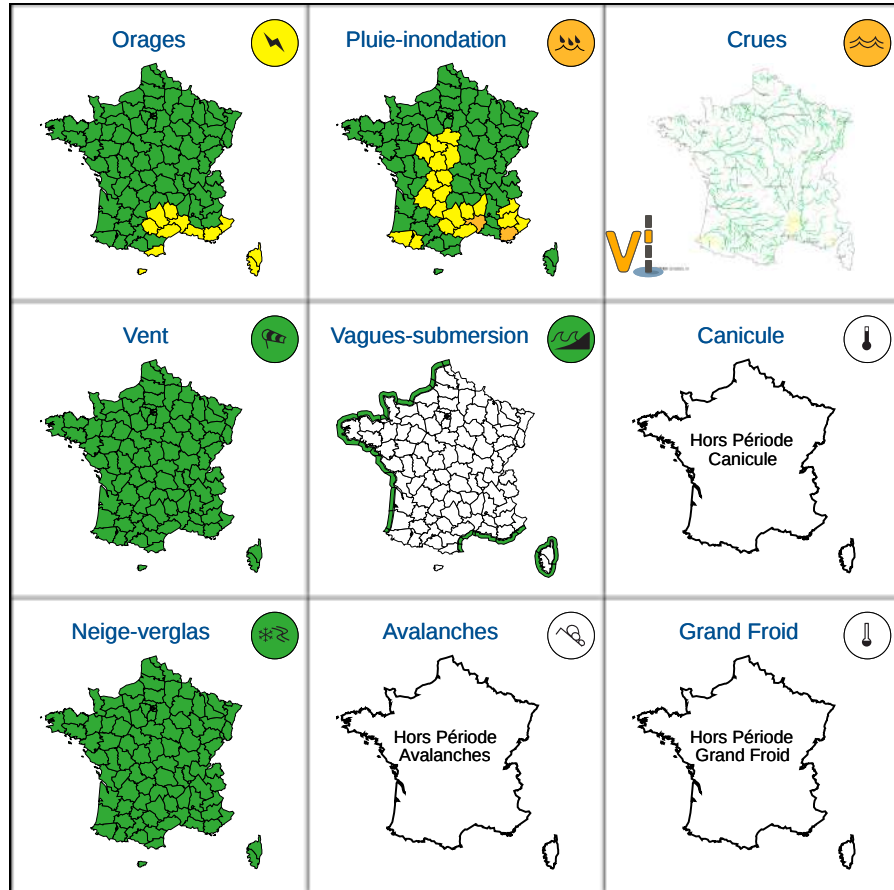 Orages
Pluie-inondation
Crues
Vi
Vent
Vagues-submersion
Canicule
Hors Période
Canicule
Neige-verglas
Avalanches
Grand Froid
Hors Période
Avalanches
Hors Période
Grand Froid